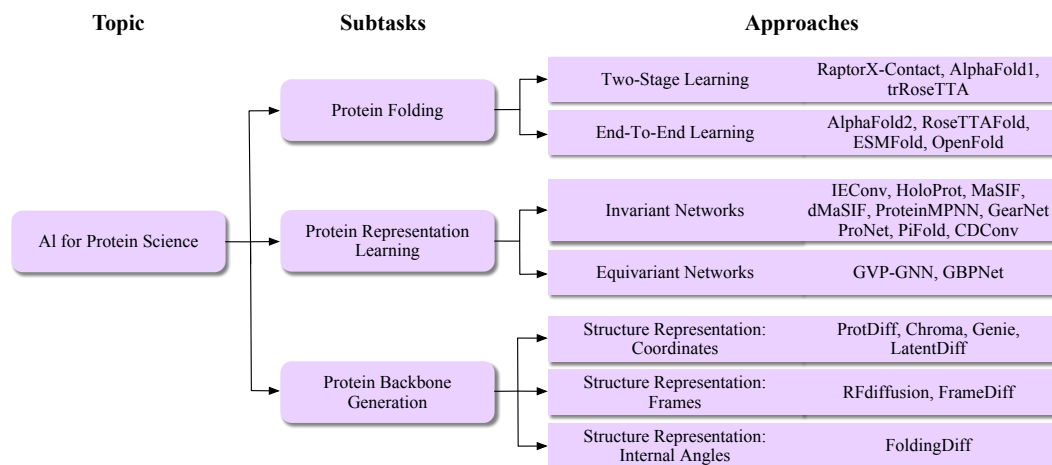 Topic
Subtasks
Approaches
AI for Protein Science
Protein Folding
Two-Stage Learning
RaptorX-Contact, AlphaFold1,
trRoseTTA
End-To-End Learning
AlphaFold2, RoseTTAFold,
ESMFold, OpenFold
Protein Representation
Learning
Invariant Networks
IEConv, HoloProt, MaSIF,
dMaSIF, ProteinMPNN, GearNet
ProNet, PiFold, CDConv
Equivariant Networks
GVP-GNN, GBPNet
Protein Backbone
Generation
Structure Representation:
Coordinates
ProtDiff, Chroma, Genie,
LatentDiff
Structure Representation:
Frames
RFdiffusion, FrameDiff
Structure Representation:
Internal Angles
FoldingDiff